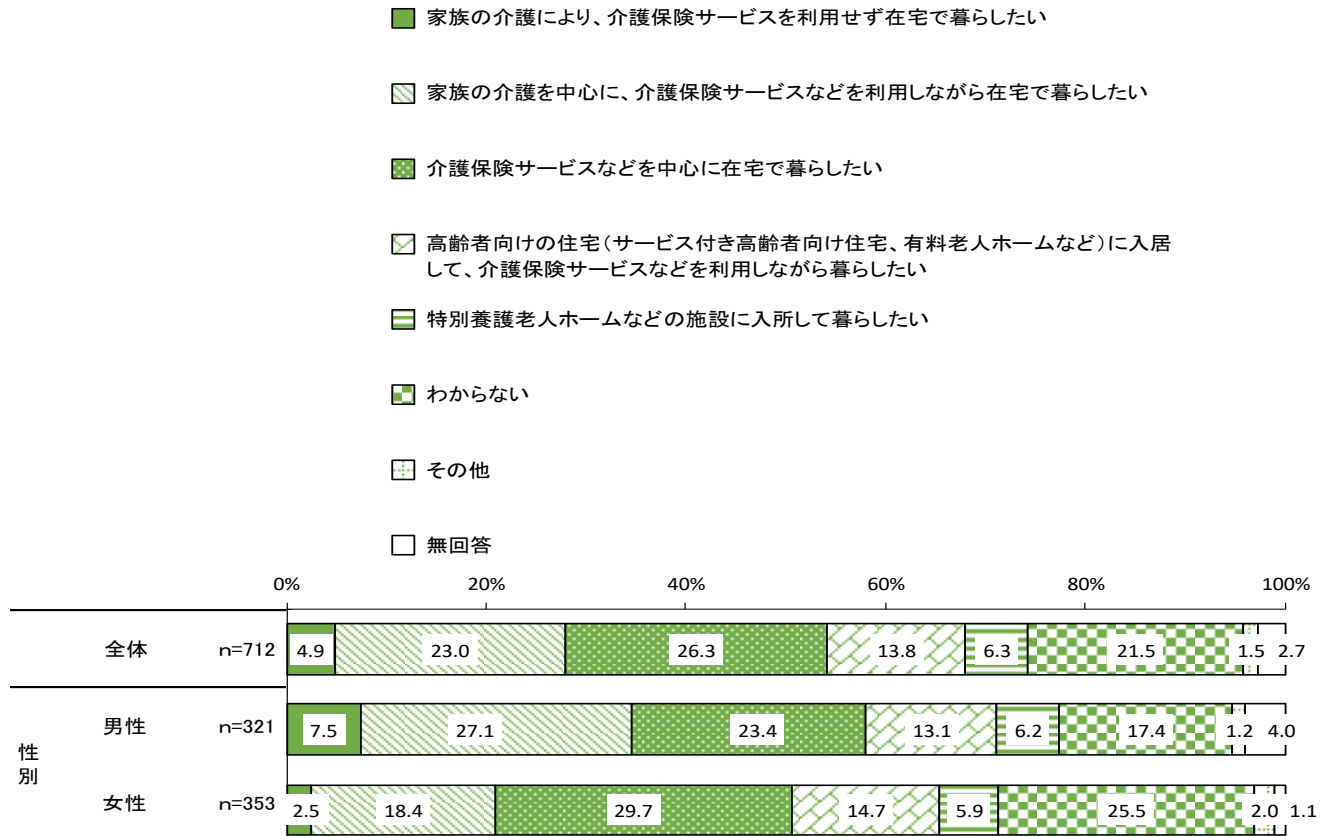 家族の介護により、介護保険サービスを利用せず在宅で暮らしたい
家族の介護を中心に、介護保険サービスなどを利用しながら在宅で暮らしたい
介護保険サービスなどを中心に在宅で暮らしたい
高齢者向けの住宅(サービス付き高齢者向け住宅、有料老人ホームなど)に入居
して、介護保険サービスなどを利用しながら暮らしたい
特別養護老人ホームなどの施設に入所して暮らしたい
わからない
その他
無回答
0% 20% 40% 60% 80% 100%
全体 n=712 4.9 23.0 26.3 13.8 6.3 21.5 1.5 2.7
性別
男性 n=321 7.5 27.1 23.4 13.1 6.2 17.4 1.2 4.0
女性 n=353 2.5 18.4 29.7 14.7 5.9 25.5 2.0 1.1